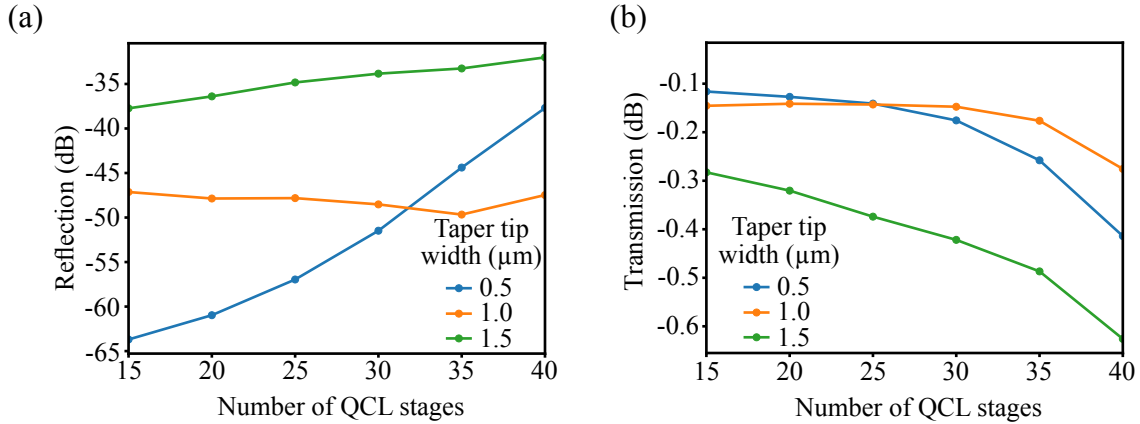 (a)
Reflection (dB)
-35
-40
-45
-50
-55
-60
-65
15 20 25 30 35 40
Number of QCL stages
Taper tip
width (µm)
0.5
1.0
1.5
(b)
Transmission (dB)
-0.1
-0.2
-0.3
-0.4
-0.5
-0.6
15 20 25 30 35 40
Number of QCL stages
Taper tip
width (µm)
0.5
1.0
1.5